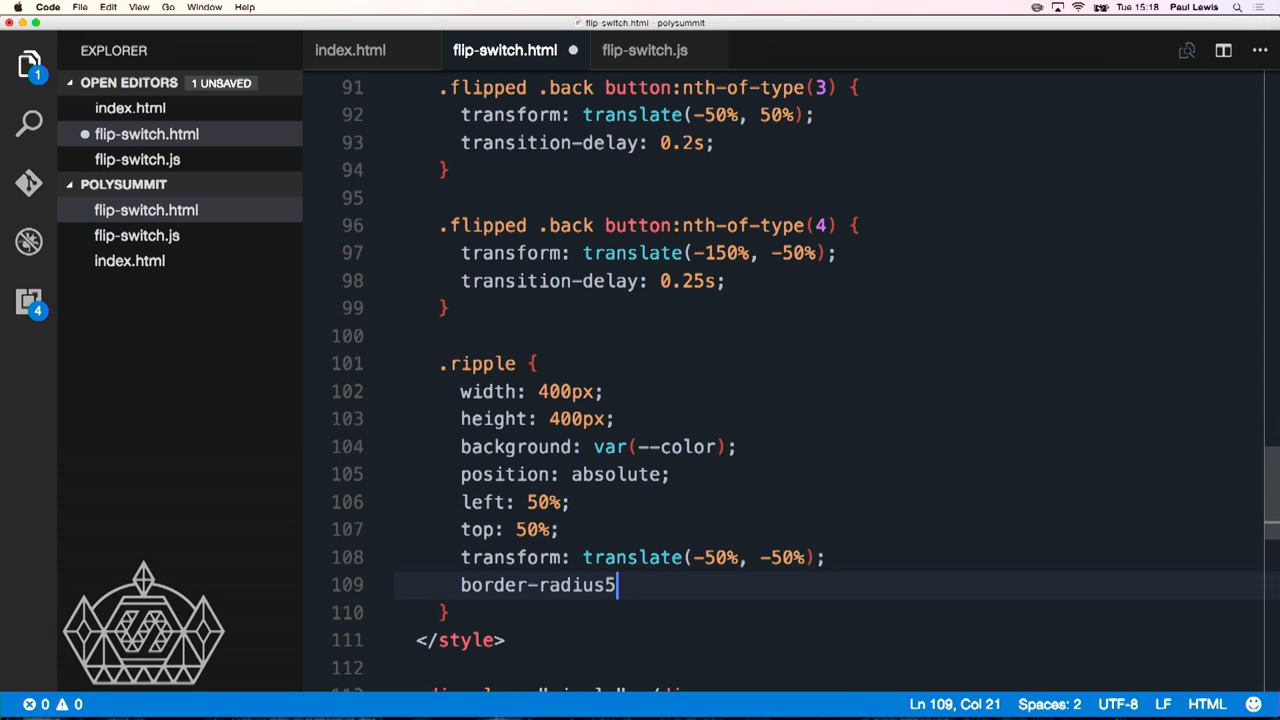 Code File Edit View Go Window Help Tue 15:18 Paul Lewis
flip-switch.html — polysummit
EXPLORER
OPEN EDITORS 1 UNSAVED
index.html
flip-switch.html
flip-switch.js
POLYSUMMIT
flip-switch.html
flip-switch.js
index.html
1
4
index.html flip-switch.html flip-switch.js
91 .flipped .back button:nth-of-type(3) {
92 transform: translate(-50%, 50%);
93 transition-delay: 0.2s;
94 }
95
96 .flipped .back button:nth-of-type(4) {
97 transform: translate(-150%, -50%);
98 transition-delay: 0.25s;
99 }
100
101 .ripple {
102 width: 400px;
103 height: 400px;
104 background: var(--color);
105 position: absolute;
106 left: 50%;
107 top: 50%;
108 transform: translate(-50%, -50%);
109 border-radius5
110 }
111 </style>
112
0 0 Ln 109, Col 21 Spaces: 2 UTF-8 LF HTML